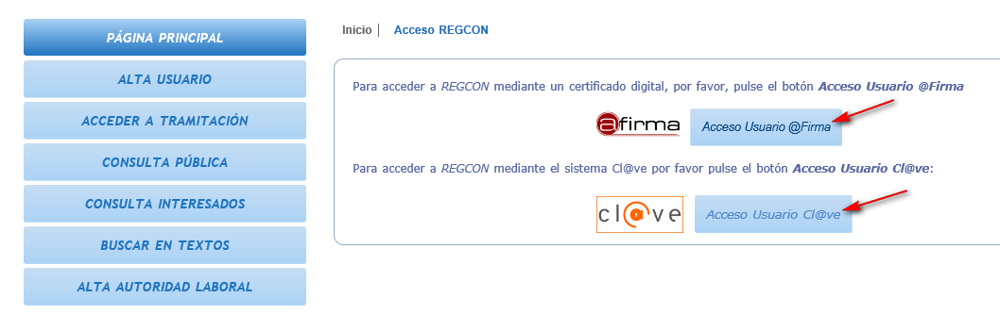 PÁGINA PRINCIPAL
ALTA USUARIO
ACCEDER A TRAMITACIÓN
CONSULTA PÚBLICA
CONSULTA INTERESADOS
BUSCAR EN TEXTOS
ALTA AUTORIDAD LABORAL
Inicio | Acceso REGCON
Para acceder a REGCON mediante un certificado digital, por favor, pulse el botón Acceso Usuario @Firma
@firma Acceso Usuario @Firma
Para acceder a REGCON mediante el sistema Cl@ve por favor pulse el botón Acceso Usuario Cl@ve:
cl@ve Acceso Usuario Cl@ve